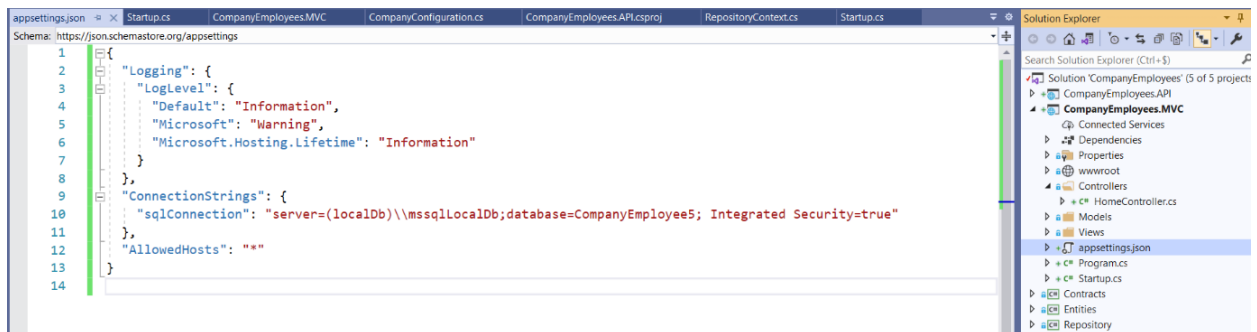 appsettings.json Startup.cs CompanyEmployees.MVC CompanyConfiguration.cs CompanyEmployees.API.csproj RepositoryContext.cs Startup.cs
Schema: https://json.schemastore.org/appsettings
1 {
2 "Logging": {
3 "LogLevel": {
4 "Default": "Information",
5 "Microsoft": "Warning",
6 "Microsoft.Hosting.Lifetime": "Information"
7 }
8 },
9 "ConnectionStrings": {
10 "sqlConnection": "server=(localDb)\\mssqlLocalDb;database=CompanyEmployee5; Integrated Security=true"
11 },
12 "AllowedHosts": "*"
13 }
14
Solution Explorer
Search Solution Explorer (Ctrl+$)
Solution 'CompanyEmployees' (5 of 5 projects
CompanyEmployees.API
CompanyEmployees.MVC
Connected Services
Dependencies
Properties
wwwroot
Controllers
C# HomeController.cs
Models
Views
appsettings.json
C# Program.cs
C# Startup.cs
C# Contracts
C# Entities
C# Repository